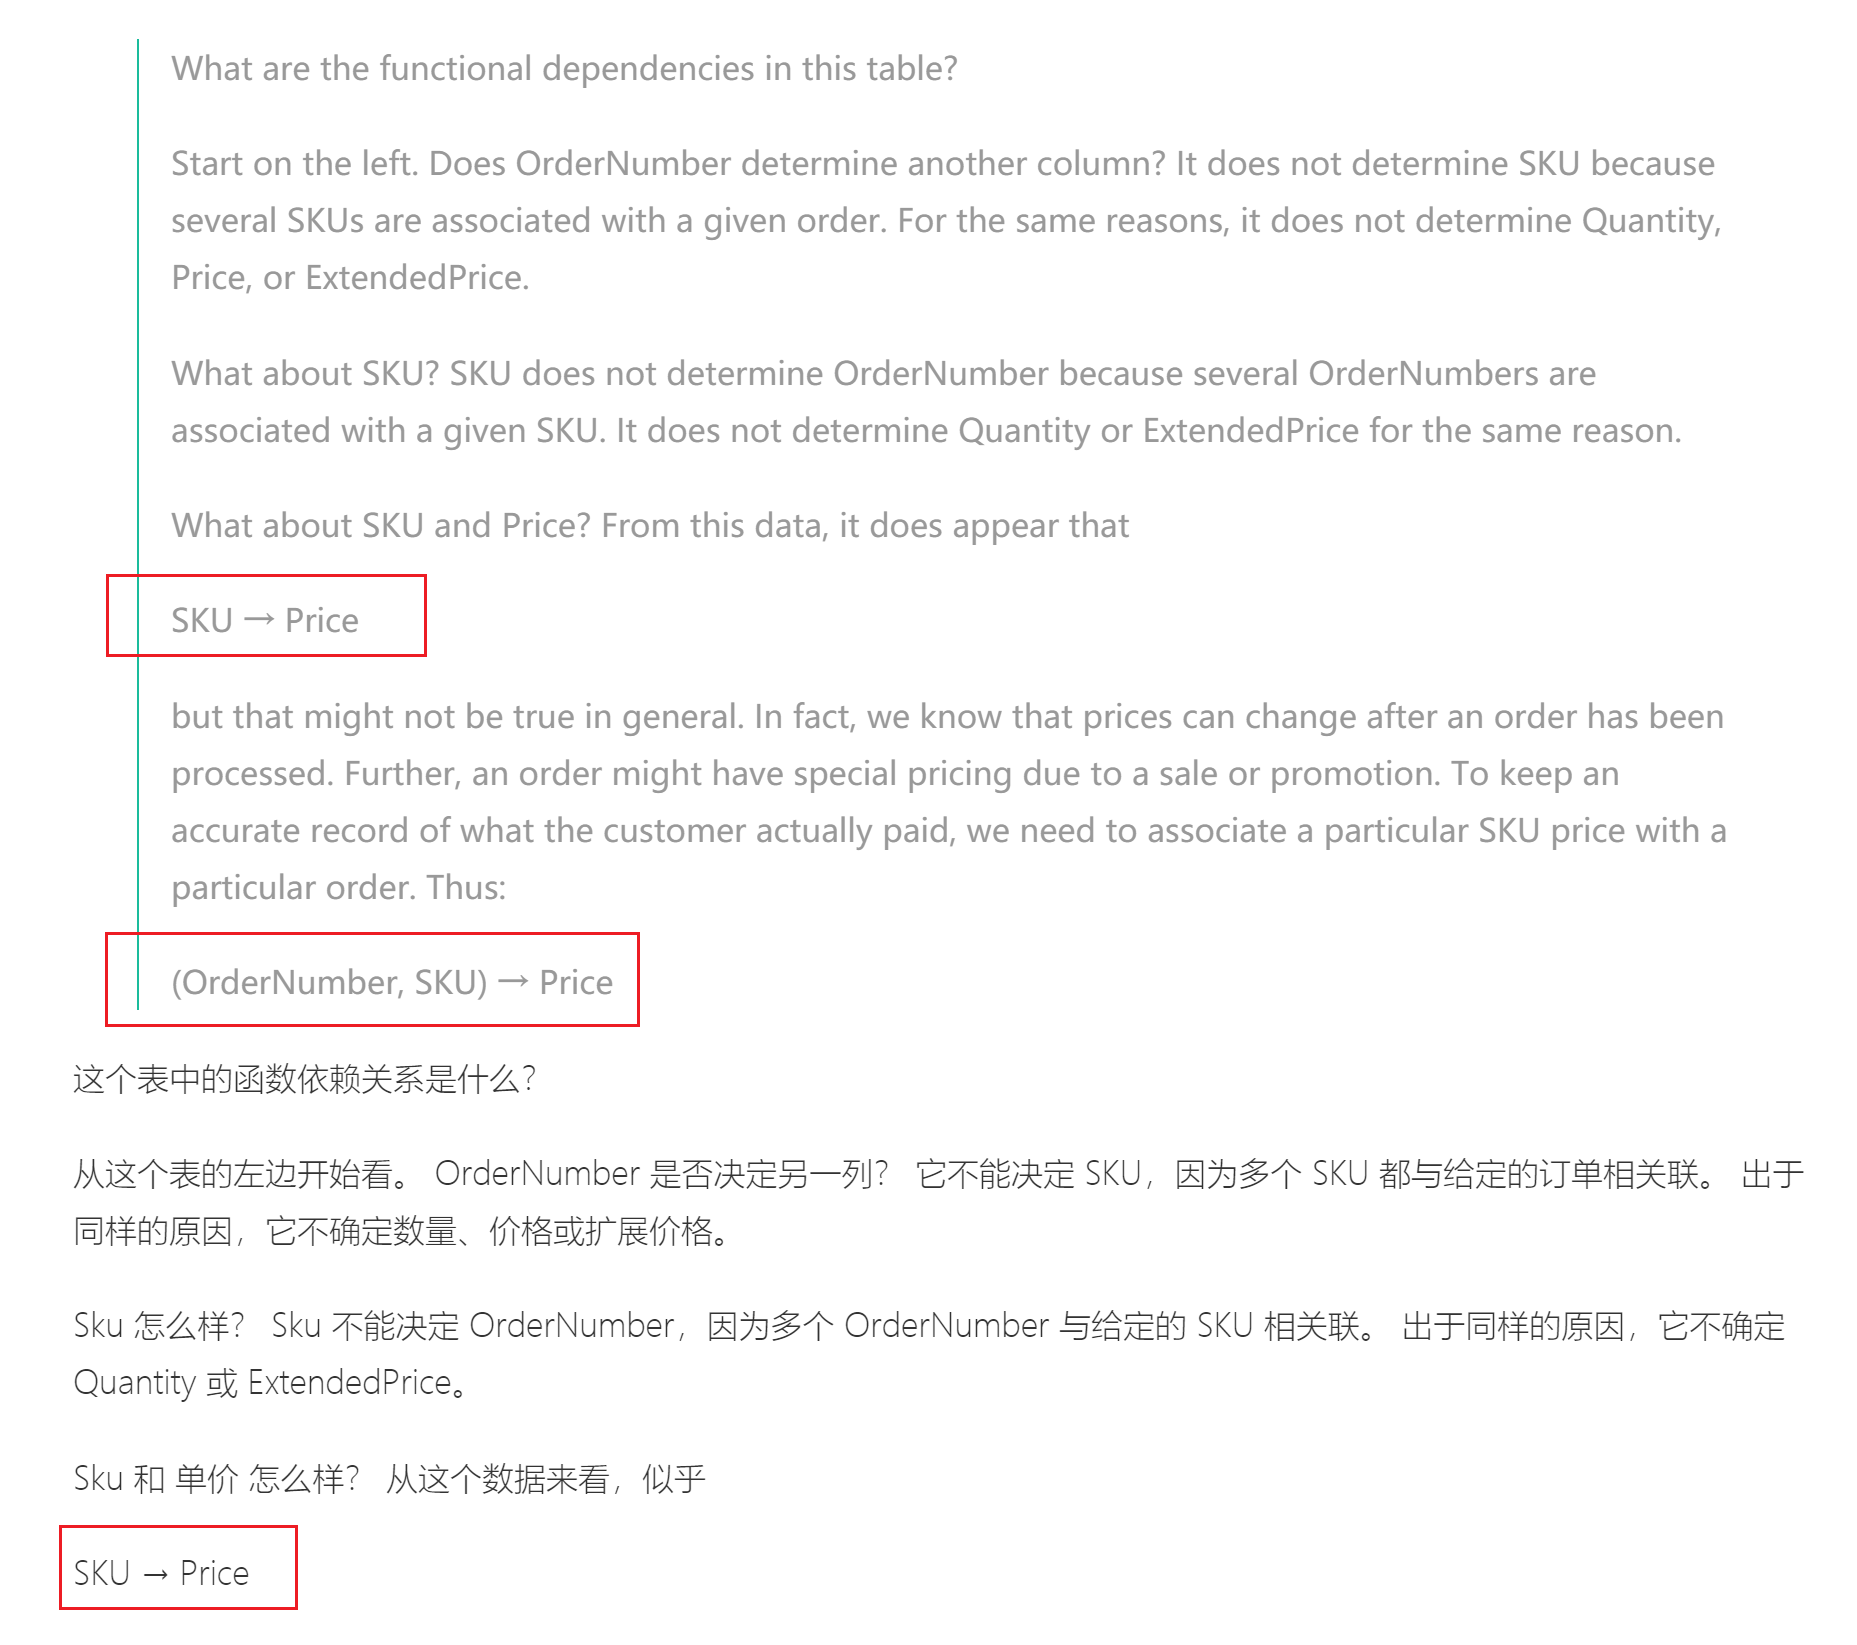 What are the functional dependencies in this table?
Start on the left. Does OrderNumber determine another column? It does not determine SKU because
several SKUs are associated with a given order. For the same reasons, it does not determine Quantity,
Price, or ExtendedPrice.
What about SKU? SKU does not determine OrderNumber because several OrderNumbers are
associated with a given SKU. It does not determine Quantity or ExtendedPrice for the same reason.
What about SKU and Price? From this data, it does appear that
SKU → Price
but that might not be true in general. In fact, we know that prices can change after an order has been
processed. Further, an order might have special pricing due to a sale or promotion. To keep an
accurate record of what the customer actually paid, we need to associate a particular SKU price with a
particular order. Thus:
(OrderNumber, SKU) → Price
这个表中的函数依赖关系是什么？
从这个表的左边开始看。 OrderNumber 是否决定另一列？ 它不能决定 SKU，因为多个 SKU 都与给定的订单相关联。 出于
同样的原因，它不确定数量、价格或扩展价格。
Sku 怎么样？ Sku 不能决定 OrderNumber，因为多个 OrderNumber 与给定的 SKU 相关联。 出于同样的原因，它不确定
Quantity 或 ExtendedPrice。
Sku 和 单价 怎么样？ 从这个数据来看，似乎
SKU → Price